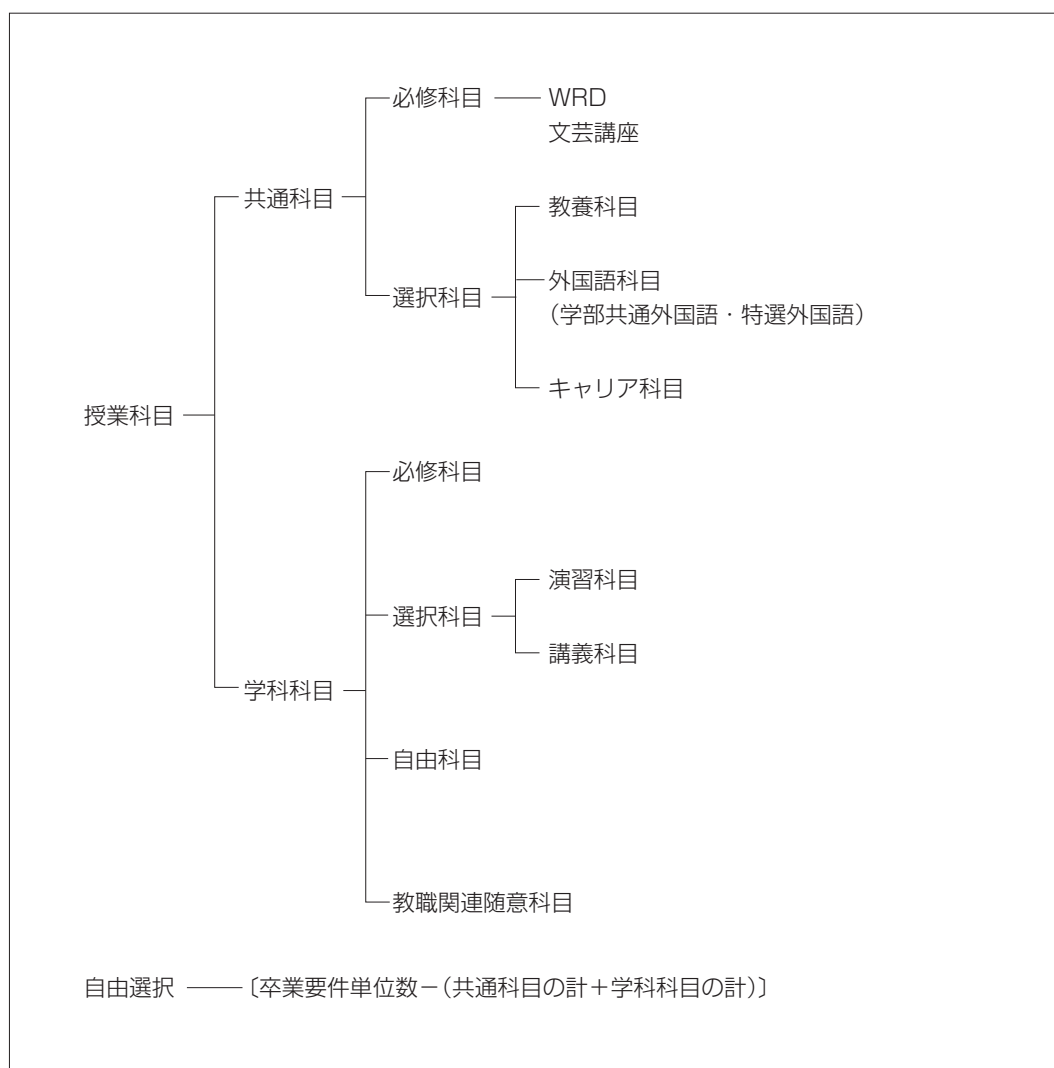 必修科目
WRD
文芸講座
共通科目
教養科目
選択科目
外国語科目
（学部共通外国語・特選外国語）
キャリア科目
授業科目
必修科目
演習科目
選択科目
講義科目
学科科目
自由科目
教職関連随意科目
自由選択 〔卒業要件単位数－（共通科目の計＋学科科目の計）〕